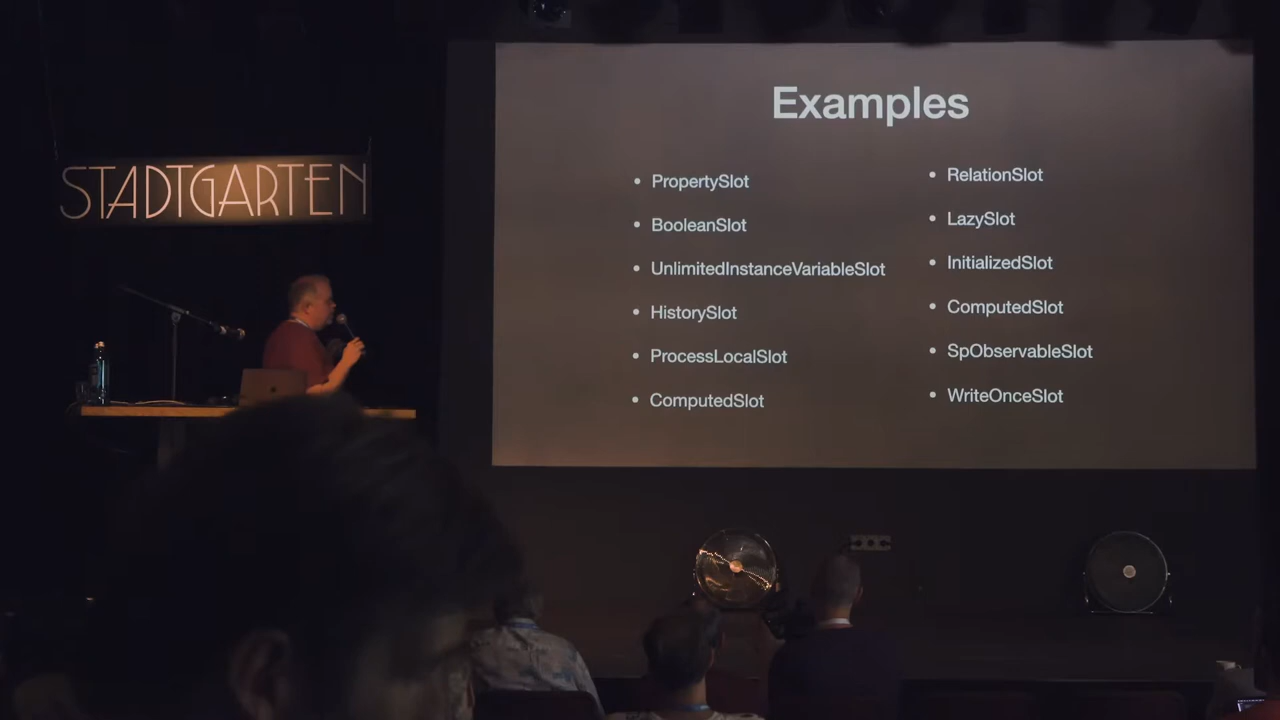 STADTGARTEN
Examples
• PropertySlot
• BooleanSlot
• UnlimitedInstanceVariableSlot
• HistorySlot
• ProcessLocalSlot
• ComputedSlot
• RelationSlot
• LazySlot
• InitializedSlot
• ComputedSlot
• SpObservableSlot
• WriteOnceSlot